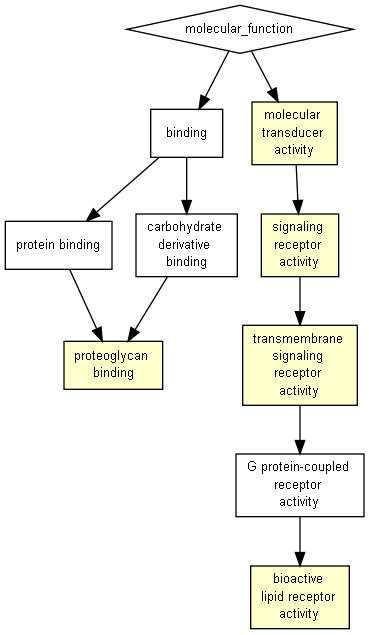 molecular_function
binding
molecular
transducer
activity
protein binding
carbohydrate
derivative
binding
signaling
receptor
activity
proteoglycan
binding
transmembrane
signaling
receptor
activity
G protein-coupled
receptor
activity
bioactive
lipid receptor
activity